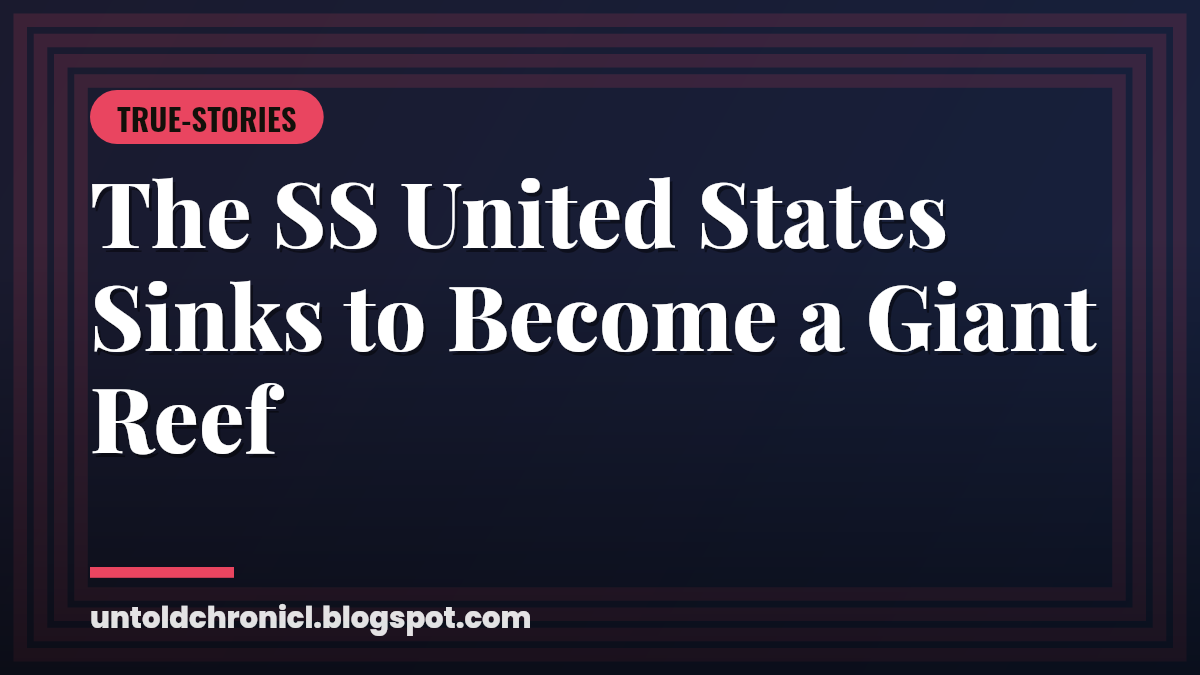 TRUE-STORIES
The SS United States
Sinks to Become a Giant
Reef
untoldchronicl.blogspot.com